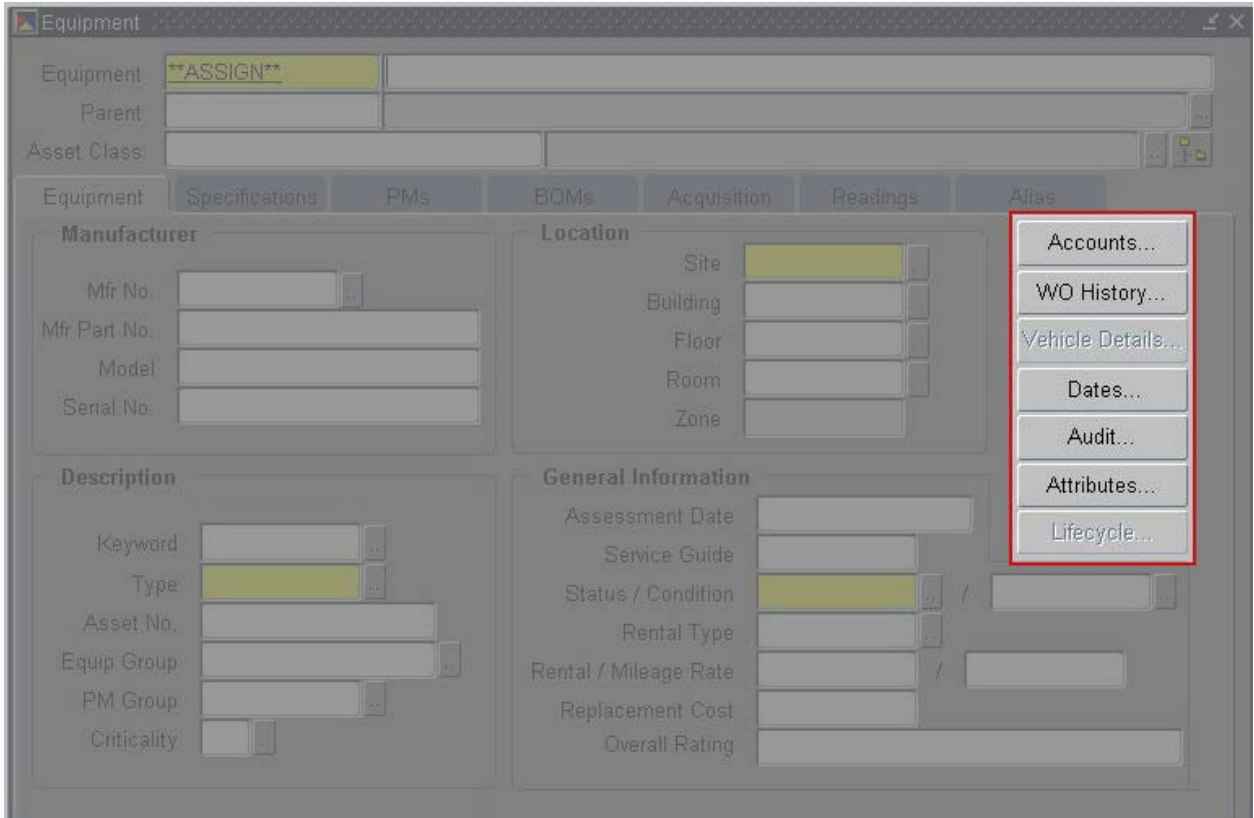 Equipment
Equipment **ASSIGN**
Parent
Asset Class
Equipment Specifications PMs BOMs Acquisition Readings Alias
Manufacturer
Mfr No.
Mfr Part No.
Model
Serial No.
Location
Site
Building
Floor
Room
Zone
Accounts...
WO History...
Vehicle Details...
Dates...
Audit...
Attributes...
Lifecycle...
Description
Keyword
Type
Asset No.
Equip Group
PM Group
Criticality
General Information
Assessment Date
Service Guide
Status / Condition /
Rental Type
Rental / Mileage Rate /
Replacement Cost
Overall Rating